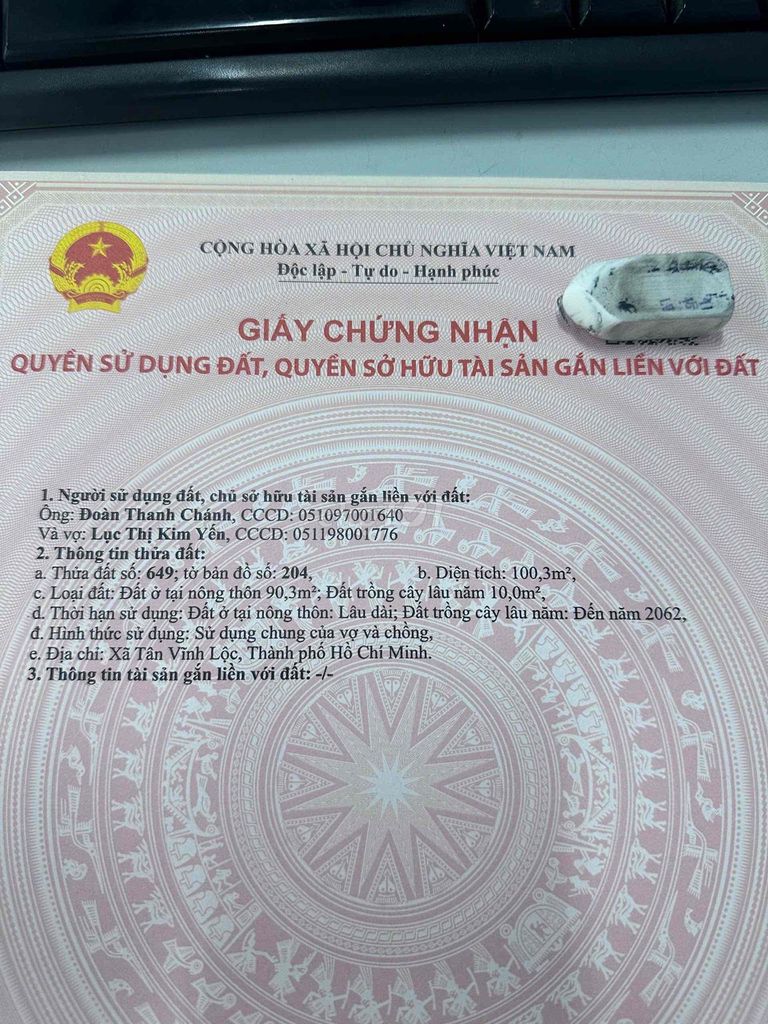 CỘNG HÒA XÃ HỘI CHỦ NGHĨA VIỆT NAM
Độc lập - Tự do - Hạnh phúc
GIẤY CHỨNG NHẬN
QUYỀN SỬ DỤNG ĐẤT, QUYỀN SỞ HỮU TÀI SẢN GẮN LIỀN VỚI ĐẤT
1. Người sử dụng đất, chủ sở hữu tài sản gắn liền với đất:
Ông: Đoàn Thanh Chánh, CCCD: 051097001640
Và vợ: Lục Thị Kim Yến, CCCD: 051198001776
2. Thông tin thửa đất:
a. Thửa đất số: 649; tờ bản đồ số: 204, b. Diện tích: 100,3m²,
c. Loại đất: Đất ở tại nông thôn 90,3m²; Đất trồng cây lâu năm 10,0m²,
d. Thời hạn sử dụng: Đất ở tại nông thôn: Lâu dài; Đất trồng cây lâu năm: Đến năm 2062,
đ. Hình thức sử dụng: Sử dụng chung của vợ và chồng,
e. Địa chỉ: Xã Tân Vĩnh Lộc, Thành phố Hồ Chí Minh.
3. Thông tin tài sản gắn liền với đất: -/-